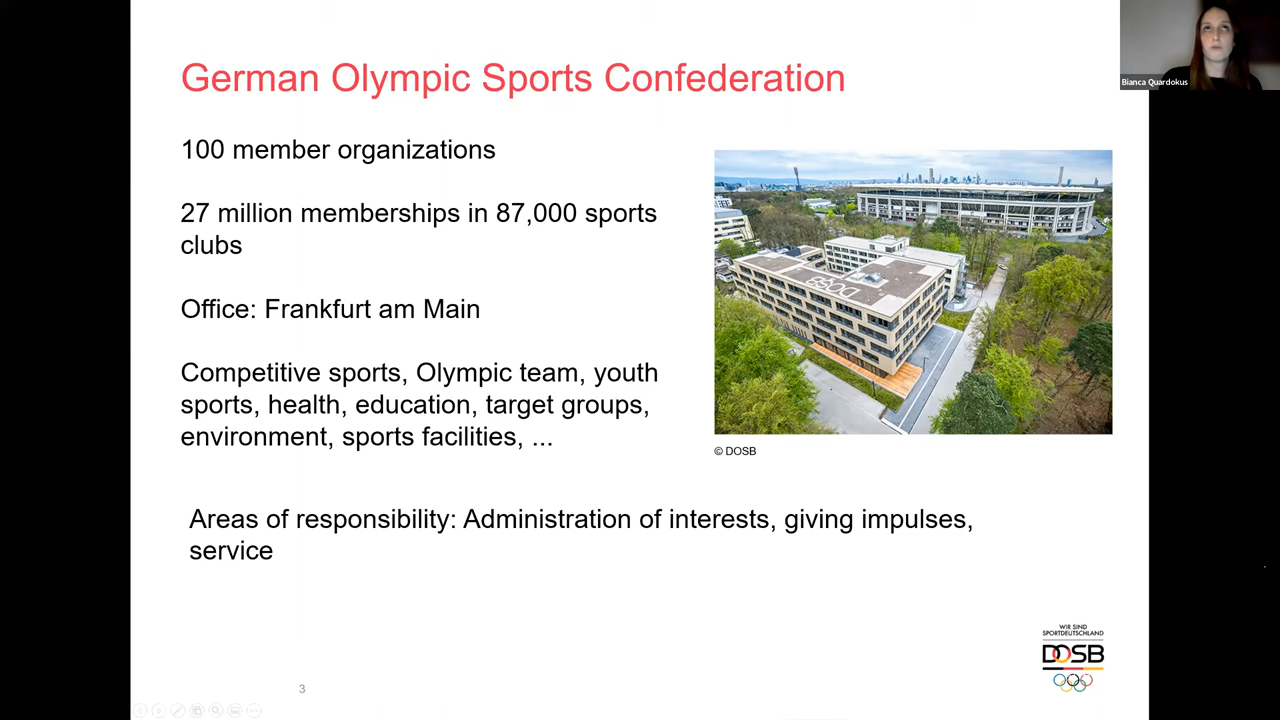 German Olympic Sports Confederation
100 member organizations
27 million memberships in 87,000 sports
clubs
Office: Frankfurt am Main
Competitive sports, Olympic team, youth
sports, health, education, target groups,
environment, sports facilities, ...
DOSB
© DOSB
Areas of responsibility: Administration of interests, giving impulses,
service
WIR SIND
SPORTDEUTSCHLAND
DOSB
3
Bianca Quardokus